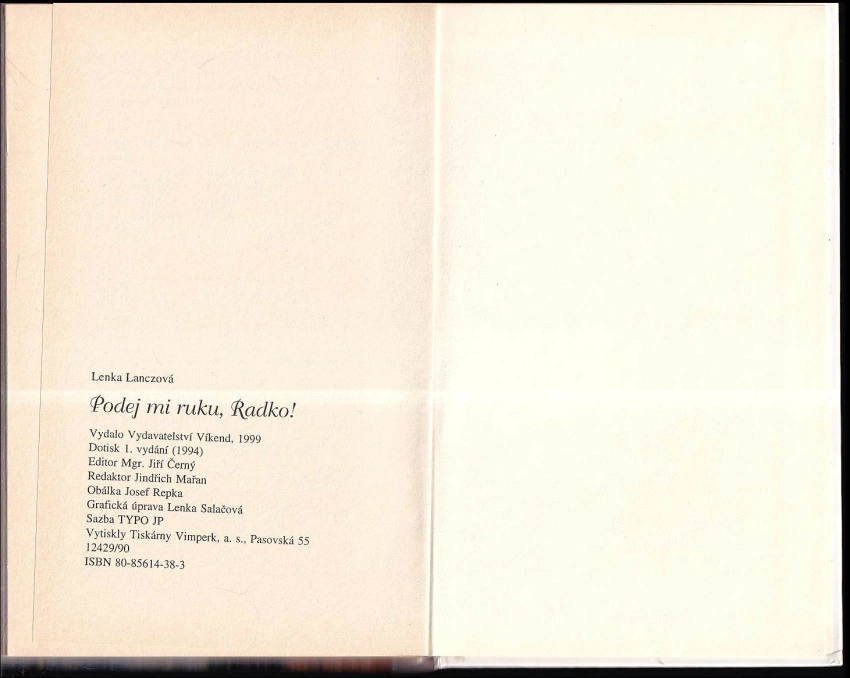 Lenka Lanczová
Podej mi ruku, Radko!
Vydalo Vydavatelství Víkend, 1999
Dotisk 1. vydání (1994)
Editor Mgr. Jiří Černý
Redaktor Jindřich Mařan
Obálka Josef Repka
Grafická úprava Lenka Salačová
Sazba TYPO JP
Vytiskly Tiskárny Vimperk, a. s., Pasovská 55
12429/90
ISBN 80-85614-38-3